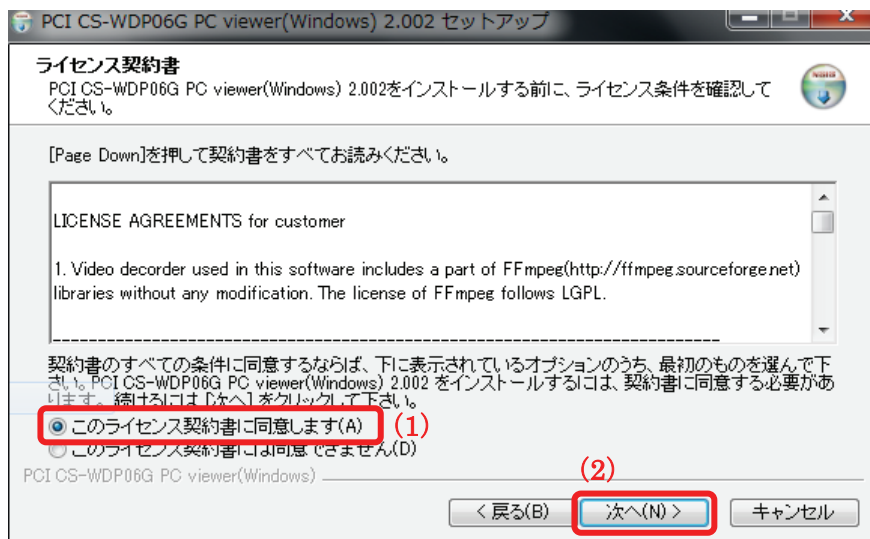 PCI CS-WDP06G PC viewer(Windows) 2.002 セットアップ
ライセンス契約書
PCI CS-WDP06G PC viewer(Windows) 2.002をインストールする前に、ライセンス条件を確認して
ください。
[Page Down]を押して契約書をすべてお読みください。
LICENSE AGREEMENTS for customer
1. Video decorder used in this software includes a part of FFmpeg(http://ffmpeg.sourceforge.net)
libraries without any modification. The license of FFmpeg follows LGPL.
--------------------------------------------------------------------------
契約書のすべての条件に同意するならば、下に表示されているオプションのうち、最初のものを選んで下
さい。PCI CS-WDP06G PC viewer(Windows) 2.002 をインストールするには、契約書に同意する必要があ
ります。続けるには [次へ] をクリックして下さい。
このライセンス契約書に同意します(A) (1)
このライセンス契約書には同意できません(D)
PCI CS-WDP06G PC viewer(Windows)
(2)
< 戻る(B) 次へ(N) > キャンセル